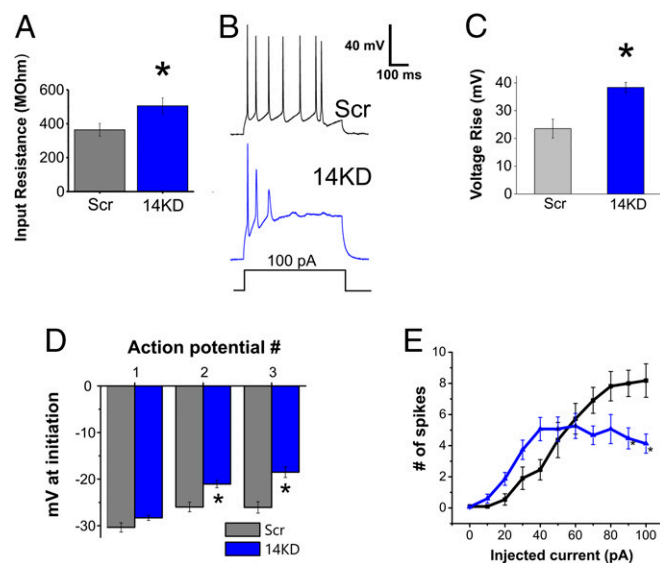 A
Input Resistance (MOhm)
600
400
200
0
*
Scr
14KD
B
40 mV
100 ms
Scr
14KD
100 pA
C
Voltage Rise (mV)
40
30
20
10
0
*
Scr
14KD
D
Action potential #
1
2
3
mV at initiation
0
-10
-20
-30
*
*
Scr
14KD
E
# of spikes
10
8
6
4
2
0
*
*
0
20
40
60
80
100
Injected current (pA)